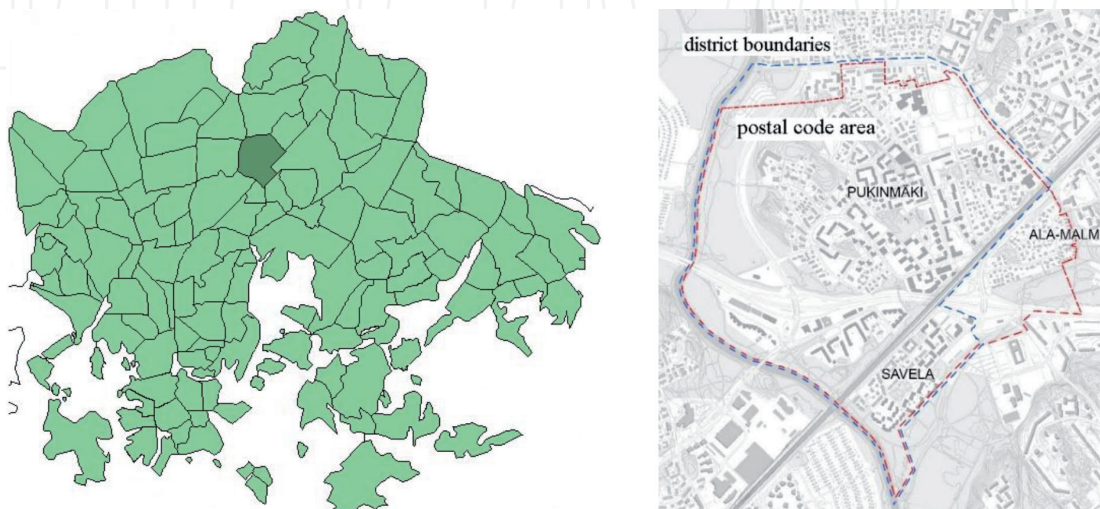 district boundaries
postal code area
PUKINMÄKI
ALA-MALM
SAVELA